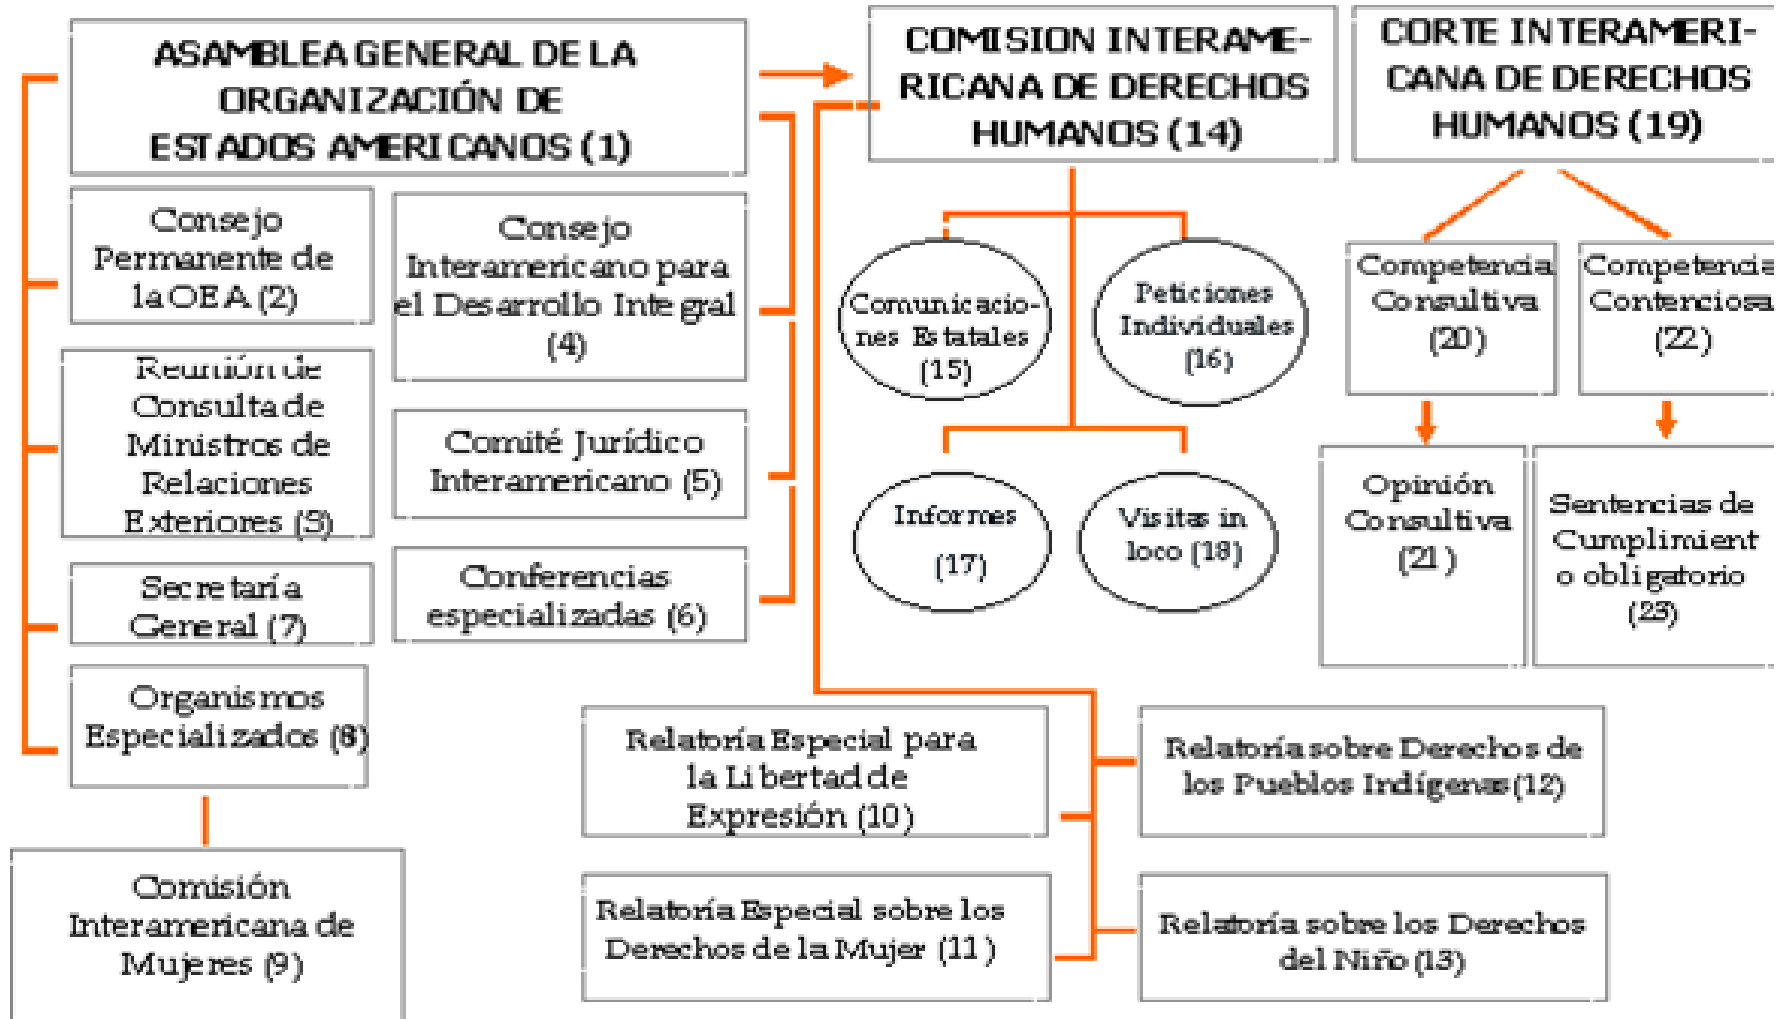 ASAMBLEA GENERAL DE LA
ORGANIZACIÓN DE
ESTADOS AMERICANOS (1)
Consejo
Permanente de
la OEA (2)
Reunión de
Consulta de
Ministros de
Relaciones
Exteriores (3)
Secretaría
General (7)
Organismos
Especializados (8)
Comisión
Interamericana de
Mujeres (9)
Consejo
Interamericano para
el Desarrollo Integral
(4)
Comité Jurídico
Interamericano (5)
Conferencias
especializadas (6)
COMISION INTERAME-
RICANA DE DERECHOS
HUMANOS (14)
Comunicacio-
nes Estatales
(15)
Peticiones
Individuales
(16)
Informes
(17)
Visitas in
loco (18)
Relatoría Especial para
la Libertad de
Expresión (10)
Relatoría Especial sobre los
Derechos de la Mujer (11)
Relatoría sobre Derechos de
los Pueblos Indígenas (12)
Relatoría sobre los Derechos
del Niño (13)
CORTE INTERAMERI-
CANA DE DERECHOS
HUMANOS (19)
Competencia
Consultiva
(20)
Opinión
Consultiva
(21)
Competencia
Contenciosa
(22)
Sentencias de
Cumplimient
o obligatorio
(23)